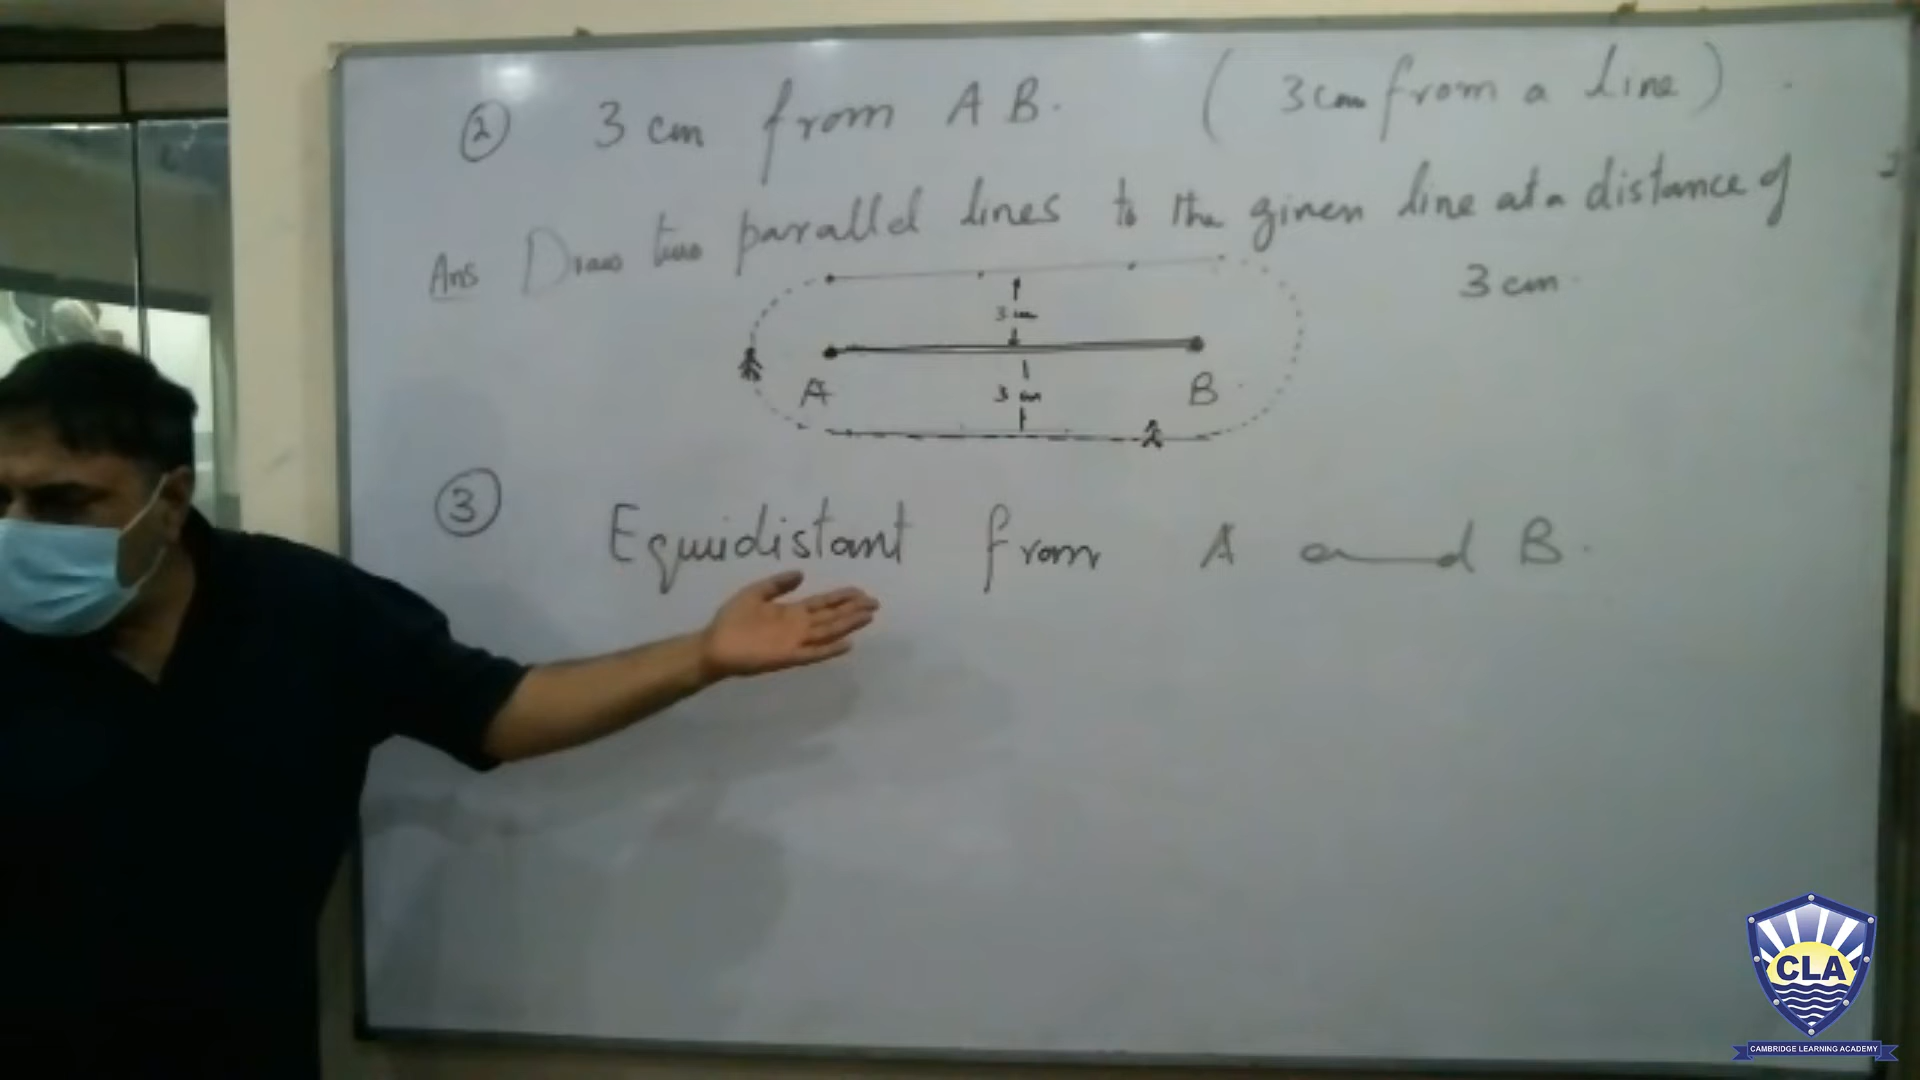 ② 3 cm from AB. ( 3cm from a line )
Ans Draw two parallel lines to the given line at a distance of
3 cm.
3 cm
A B
3 cm
③ Equidistant from A and B.
CLA
CAMBRIDGE LEARNING ACADEMY